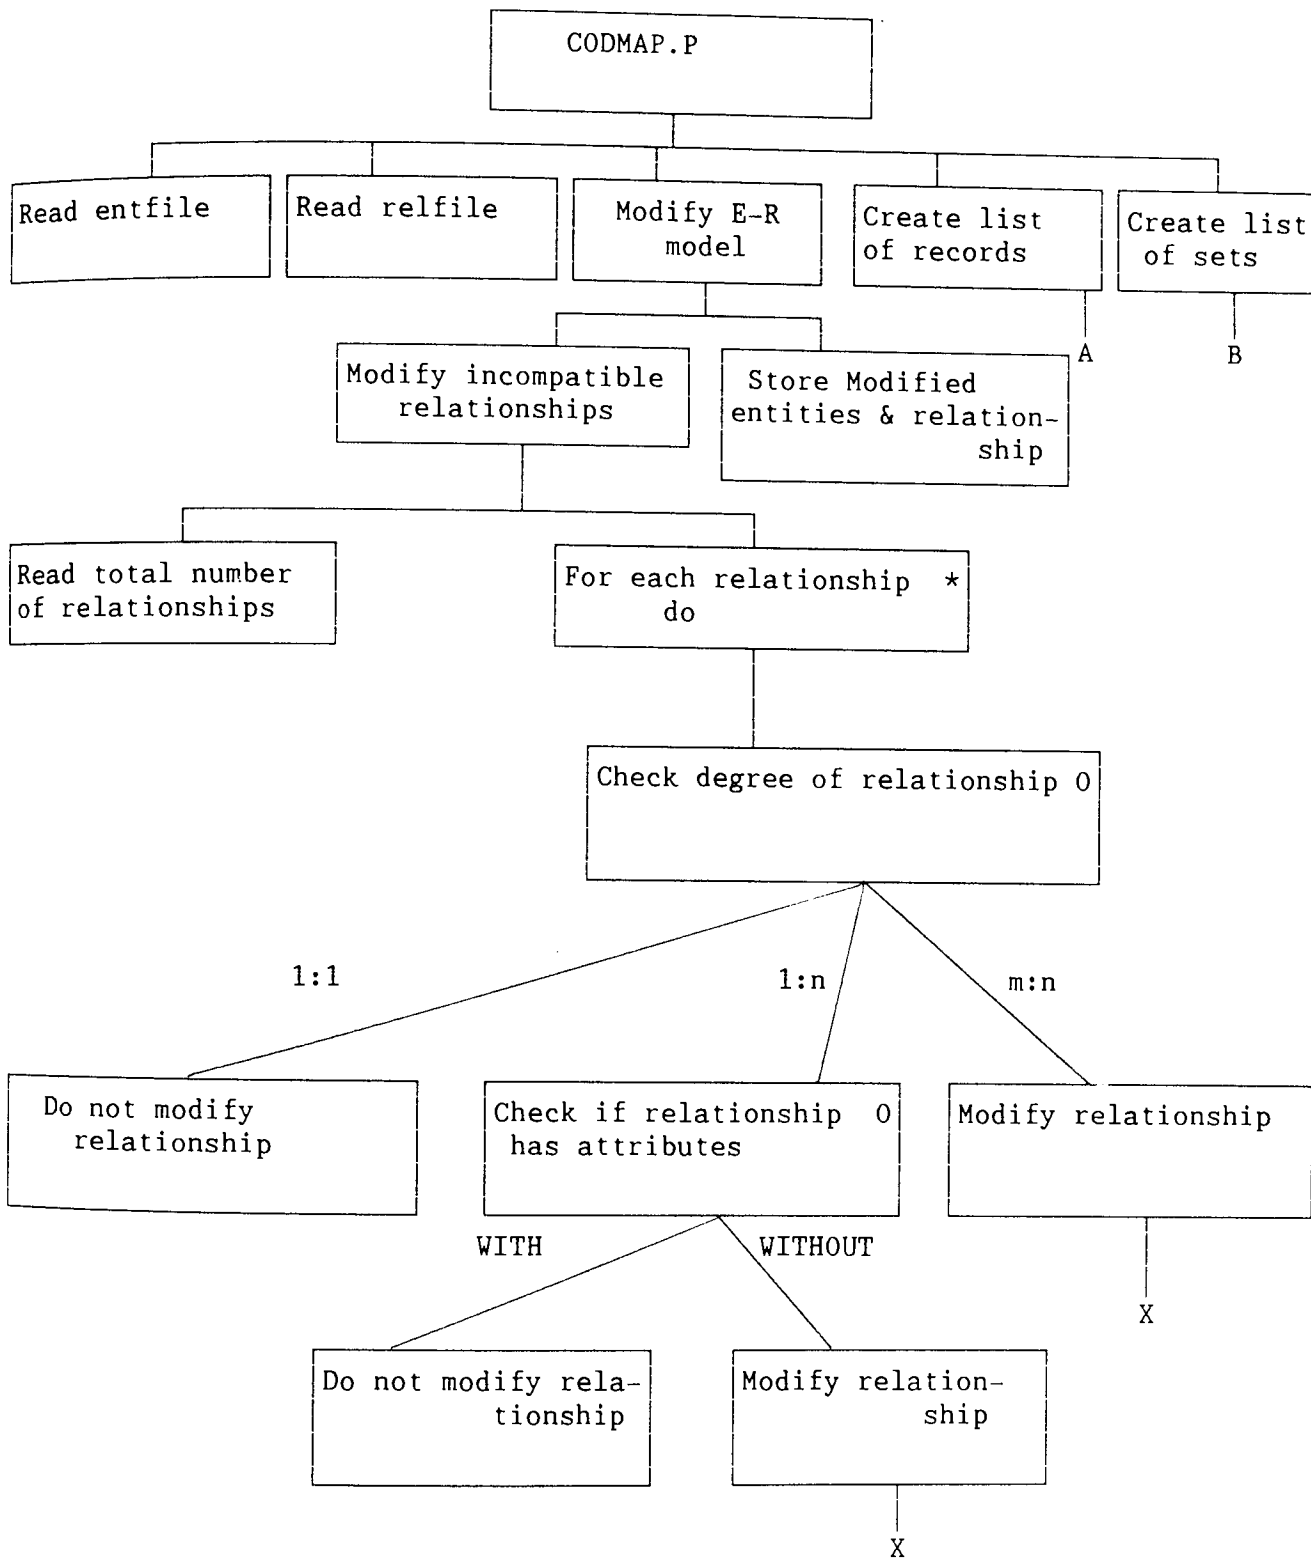 CODMAP.P
Read entfile
Read relfile
Modify E-R
model
Create list
of records
Create list
of sets
A
B
Modify incompatible
relationships
Store Modified
entities & relation-
ship
Read total number
of relationships
For each relationship *
do
Check degree of relationship O
1:1
1:n
m:n
Do not modify
relationship
Check if relationship O
has attributes
Modify relationship
WITH
WITHOUT
X
Do not modify rela-
tionship
Modify relation-
ship
X